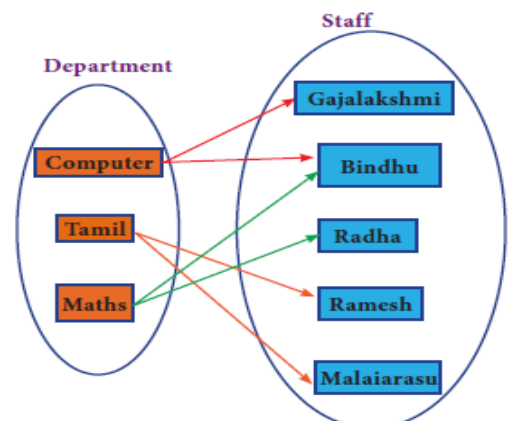 Staff
Department
Gajalakshmi
Computer
Bindhu
Tamil
Radha
Maths
Ramesh
Malaiarasu